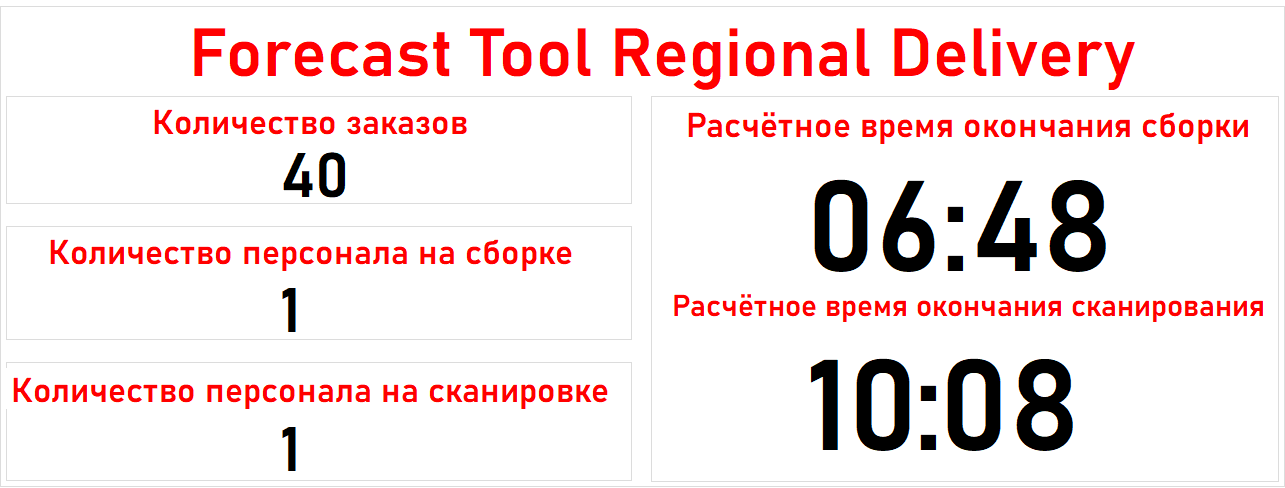 Forecast Tool Regional Delivery
Количество заказов
40
Количество персонала на сборке
1
Количество персонала на сканировке
1
Расчётное время окончания сборки
06:48
Расчётное время окончания сканирования
10:08